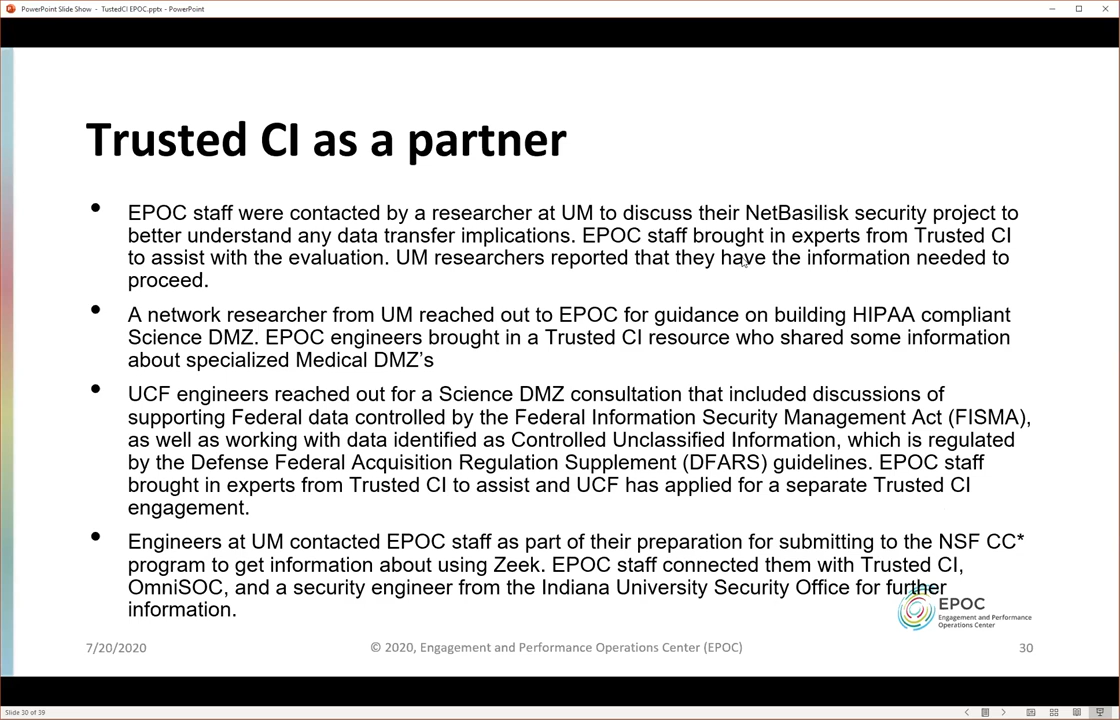 PowerPoint Slide Show - TustedCI EPOC.pptx - PowerPoint
Trusted CI as a partner
• EPOC staff were contacted by a researcher at UM to discuss their NetBasilisk security project to
better understand any data transfer implications. EPOC staff brought in experts from Trusted CI
to assist with the evaluation. UM researchers reported that they have the information needed to
proceed.
• A network researcher from UM reached out to EPOC for guidance on building HIPAA compliant
Science DMZ. EPOC engineers brought in a Trusted CI resource who shared some information
about specialized Medical DMZ’s
• UCF engineers reached out for a Science DMZ consultation that included discussions of
supporting Federal data controlled by the Federal Information Security Management Act (FISMA),
as well as working with data identified as Controlled Unclassified Information, which is regulated
by the Defense Federal Acquisition Regulation Supplement (DFARS) guidelines. EPOC staff
brought in experts from Trusted CI to assist and UCF has applied for a separate Trusted CI
engagement.
• Engineers at UM contacted EPOC staff as part of their preparation for submitting to the NSF CC*
program to get information about using Zeek. EPOC staff connected them with Trusted CI,
OmniSOC, and a security engineer from the Indiana University Security Office for further
information.
EPOC
Engagement and Performance
Operations Center
7/20/2020
© 2020, Engagement and Performance Operations Center (EPOC)
30
Slide 30 of 39